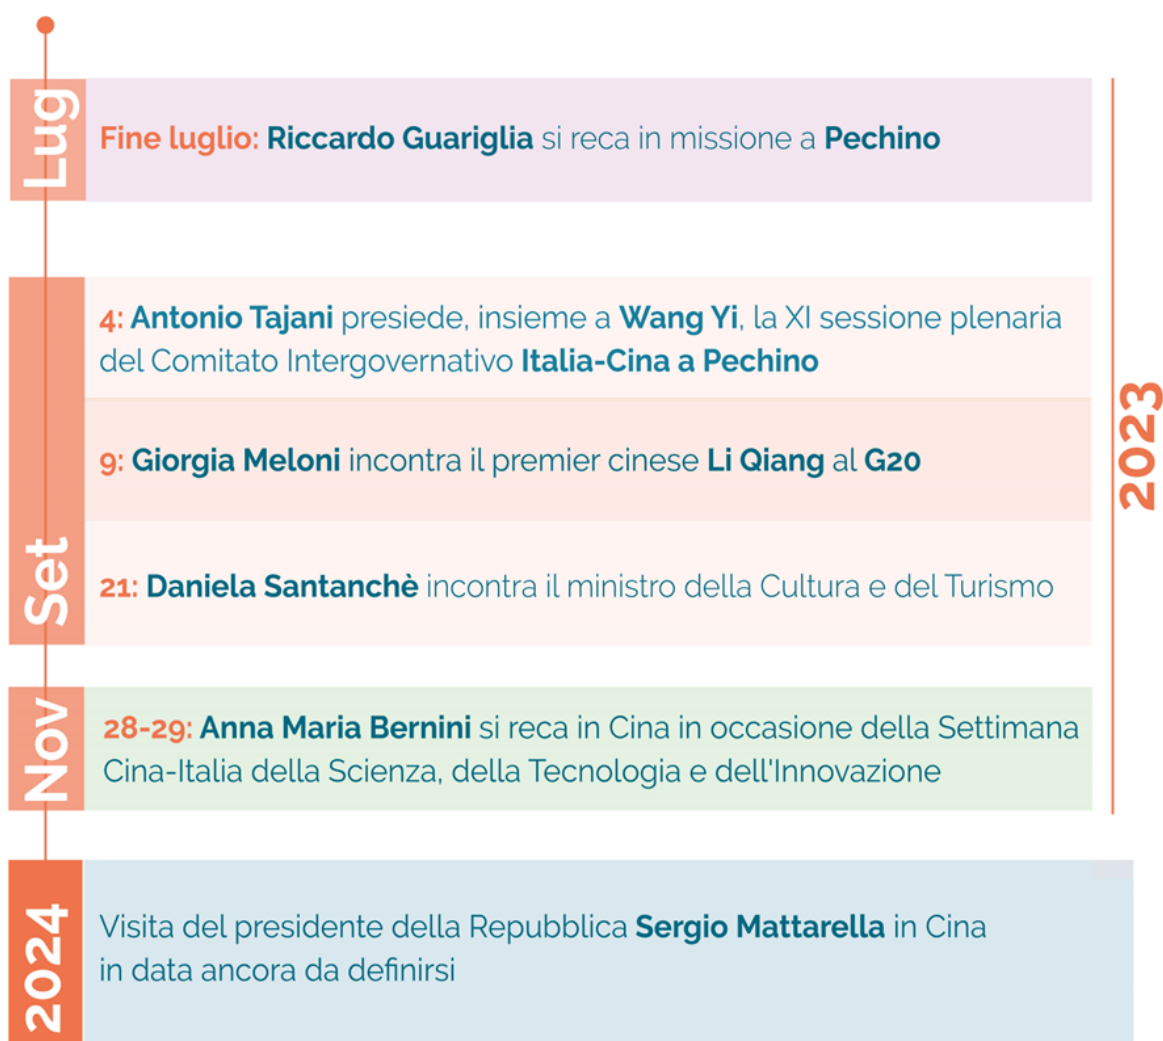 Lug
Fine luglio: Riccardo Guariglia si reca in missione a Pechino
2023
Set
4: Antonio Tajani presiede, insieme a Wang Yi, la XI sessione plenaria
del Comitato Intergovernativo Italia-Cina a Pechino
9: Giorgia Meloni incontra il premier cinese Li Qiang al G20
21: Daniela Santanchè incontra il ministro della Cultura e del Turismo
Nov
28-29: Anna Maria Bernini si reca in Cina in occasione della Settimana
Cina-Italia della Scienza, della Tecnologia e dell'Innovazione
2024
Visita del presidente della Repubblica Sergio Mattarella in Cina
in data ancora da definirsi